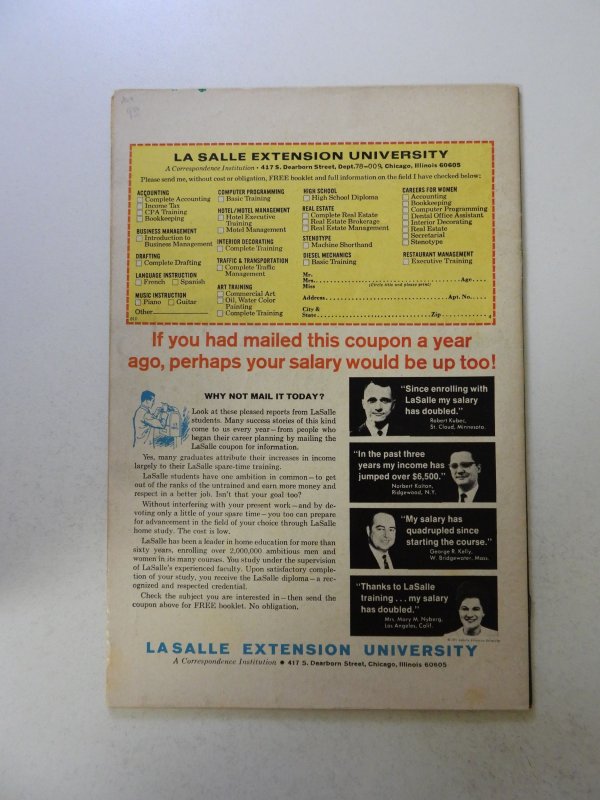 LA SALLE EXTENSION UNIVERSITY
A Correspondence Institution • 417 S. Dearborn Street, Dept. 78-009, Chicago, Illinois 60605
Please send me, without cost or obligation, FREE booklet and full information on the field I have checked below:
ACCOUNTING
Complete Accounting
Income Tax
CPA Training
Bookkeeping
BUSINESS MANAGEMENT
Introduction to
Business Management
DRAFTING
Complete Drafting
LANGUAGE INSTRUCTION
French Spanish
MUSIC INSTRUCTION
Piano Guitar
Other
COMPUTER PROGRAMMING
Basic Training
HOTEL/MOTEL MANAGEMENT
Hotel Executive
Training
Motel Management
INTERIOR DECORATING
Complete Training
TRAFFIC & TRANSPORTATION
Complete Traffic
Management
ART TRAINING
Commercial Art
Oil, Water Color
Painting
Complete Training
HIGH SCHOOL
High School Diploma
REAL ESTATE
Complete Real Estate
Real Estate Brokerage
Real Estate Management
STENOTYPE
Machine Shorthand
DIESEL MECHANICS
Basic Training
CAREERS FOR WOMEN
Accounting
Bookkeeping
Computer Programming
Dental Office Assistant
Interior Decorating
Real Estate
Secretarial
Stenotype
RESTAURANT MANAGEMENT
Executive Training
Mr.
Mrs. Age
Miss (Circle title and please print)
Address Apt. No.
City &
State Zip
If you had mailed this coupon a year
ago, perhaps your salary would be up too!
WHY NOT MAIL IT TODAY?
Look at these pleased reports from LaSalle
students. Many success stories of this kind
come to us every year—from people who
began their career planning by mailing the
LaSalle coupon for information.
Yes, many graduates attribute their increases in income
largely to their LaSalle spare-time training.
LaSalle students have one ambition in common—to get
out of the ranks of the untrained and earn more money and
respect in a better job. Isn't that your goal too?
Without interfering with your present work—and by de-
voting only a little of your spare time—you too can prepare
for advancement in the field of your choice through LaSalle
home study. The cost is low.
LaSalle has been a leader in home education for more than
sixty years, enrolling over 2,000,000 ambitious men and
women in its many courses. You study under the supervision
of LaSalle's experienced faculty. Upon satisfactory comple-
tion of your study, you receive the LaSalle diploma—a rec-
ognized and respected credential.
Check the subject you are interested in—then send the
coupon above for FREE booklet. No obligation.
"Since enrolling with
LaSalle my salary
has doubled."
Robert Kubec,
St. Cloud, Minnesota.
"In the past three
years my income has
jumped over $6,500."
Norbert Kaiton,
Ridgewood, N.Y.
"My salary has
quadrupled since
starting the course."
George R. Kelly,
W. Bridgewater, Mass.
"Thanks to LaSalle
training . . . my salary
has doubled."
Mrs. Mary M. Nyberg,
Los Angeles, Calif.
LA SALLE EXTENSION UNIVERSITY
A Correspondence Institution • 417 S. Dearborn Street, Chicago, Illinois 60605